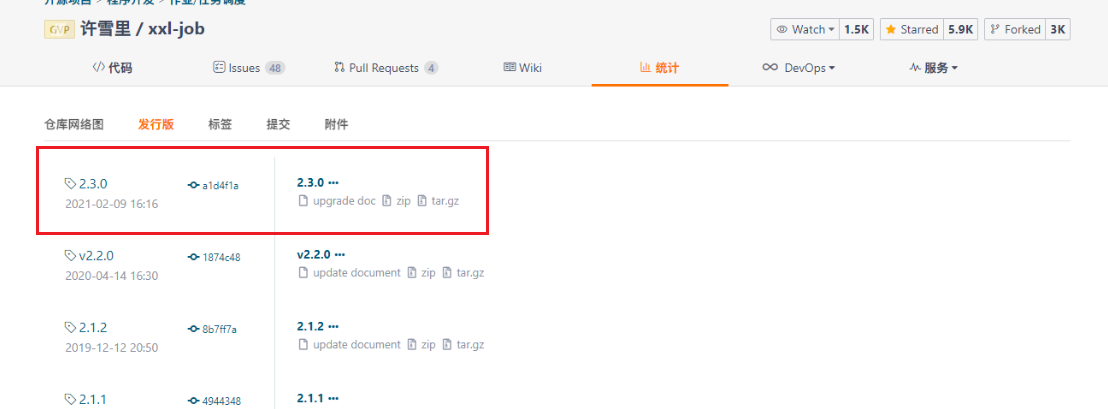 开源项目 > 程序开发 > 作业/任务调度
GVP 许雪里 / xxl-job
Watch 1.5K Starred 5.9K Forked 3K
代码 Issues 48 Pull Requests 4 Wiki 统计 DevOps 服务
仓库网络图 发行版 标签 提交 附件
2.3.0 a1d4f1a 2.3.0 •••
2021-02-09 16:16 upgrade doc zip tar.gz
v2.2.0 1874c48 v2.2.0 •••
2020-04-14 16:30 update document zip tar.gz
2.1.2 8b7ff7a 2.1.2 •••
2019-12-12 20:50 update document zip tar.gz
2.1.1 4944348 2.1.1 •••